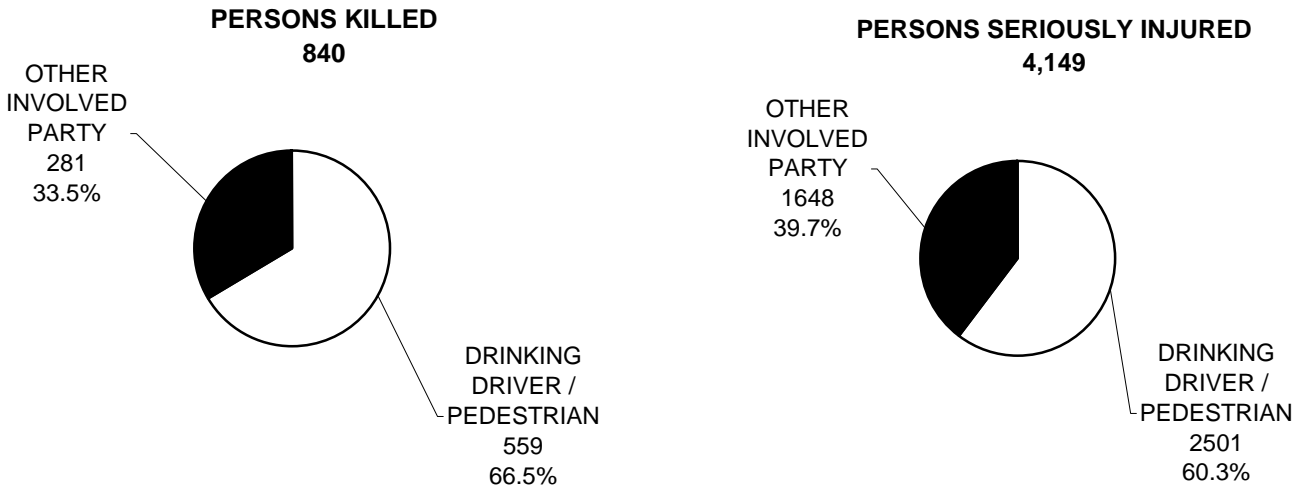 PERSONS KILLED
840
OTHER
INVOLVED
PARTY
281
33.5%
DRINKING
DRIVER /
PEDESTRIAN
559
66.5%
PERSONS SERIOUSLY INJURED
4,149
OTHER
INVOLVED
PARTY
1648
39.7%
DRINKING
DRIVER /
PEDESTRIAN
2501
60.3%